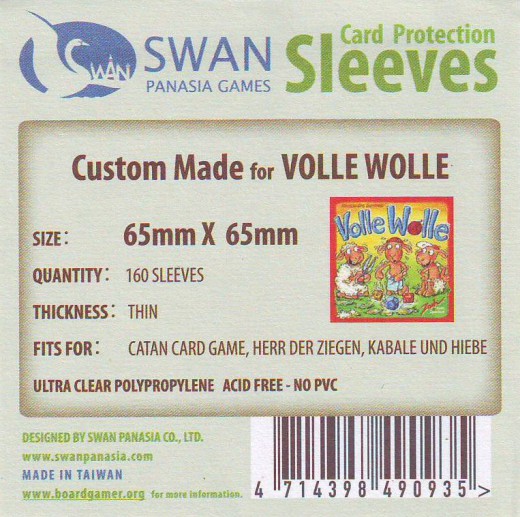 SWAN
SWAN
PANASIA GAMES
Card Protection
Sleeves
Custom Made for VOLLE WOLLE
SIZE: 65mm X 65mm
Volle Wolle
QUANTITY: 160 SLEEVES
THICKNESS: THIN
FITS FOR: CATAN CARD GAME, HERR DER ZIEGEN, KABALE UND HIEBE
ULTRA CLEAR POLYPROPYLENE ACID FREE - NO PVC
DESIGNED BY SWAN PANASIA CO., LTD.
www.swanpanasia.com
MADE IN TAIWAN
www.boardgamer.org for more information.
4 714398 490935 >